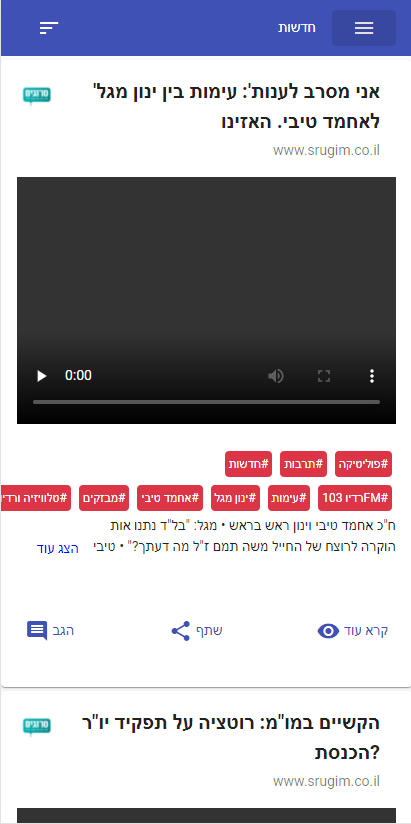 חדשות
אני מסרב לענות': עימות בין ינון מגל'
לאחמד טיבי. האזינו
www.srugim.co.il
סרוגים
0:00
#פוליטיקה #תרבות #חדשות
#FMרדיו 103 #עימות #ינון מגל #אחמד טיבי #מבזקים #טלוויזיה ורדי
ח"כ אחמד טיבי וינון ראש בראש • מגל: "בל"ד נתנו אות
הוקרה לרוצח של החייל משה תמם ז"ל מה דעתך?" • טיבי הצג עוד
קרא עוד שתף הגב
הקשיים במו"מ: רוטציה על תפקיד יו"ר
?הכנסת
www.srugim.co.il
סרוגים